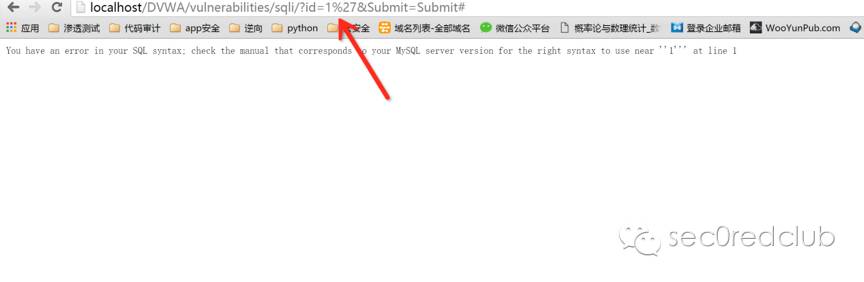 localhost/DVWA/vulnerabilities/sqli/?id=1%27&Submit=Submit#
应用 渗透测试 代码审计 app安全 逆向 python 安全 域名列表-全部域名 微信公众平台 概率论与数理统计_数 登录企业邮箱 WooYunPub.com
You have an error in your SQL syntax; check the manual that corresponds to your MySQL server version for the right syntax to use near ''1''' at line 1
sec0redclub